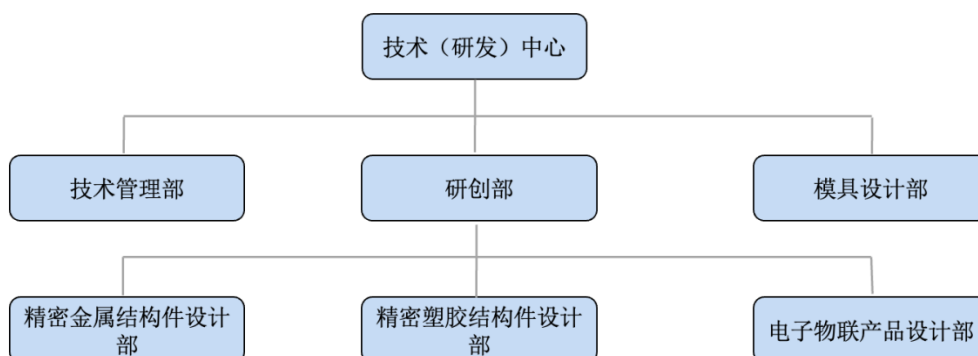 技术（研发）中心
技术管理部
研创部
模具设计部
精密金属结构件设计
部
精密塑胶结构件设计
部
电子物联产品设计部